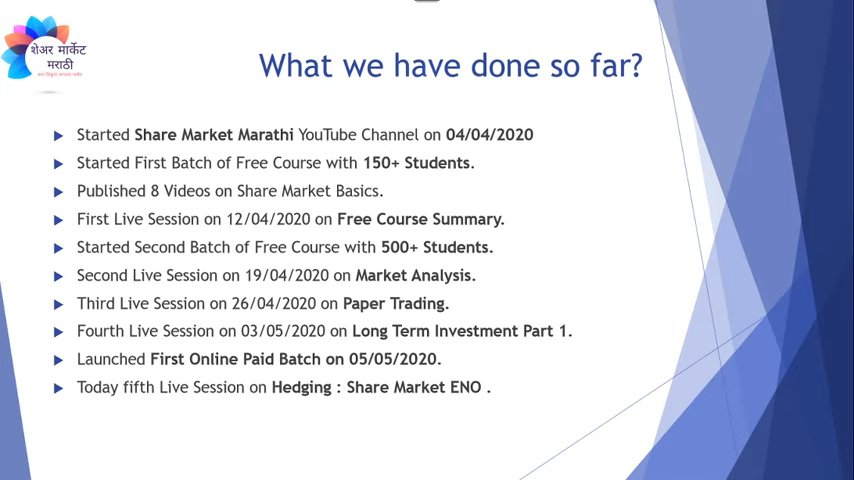 शेअर मार्केट
मराठी
What we have done so far?
Started Share Market Marathi YouTube Channel on 04/04/2020
Started First Batch of Free Course with 150+ Students.
Published 8 Videos on Share Market Basics.
First Live Session on 12/04/2020 on Free Course Summary.
Started Second Batch of Free Course with 500+ Students.
Second Live Session on 19/04/2020 on Market Analysis.
Third Live Session on 26/04/2020 on Paper Trading.
Fourth Live Session on 03/05/2020 on Long Term Investment Part 1.
Launched First Online Paid Batch on 05/05/2020.
Today fifth Live Session on Hedging : Share Market ENO .